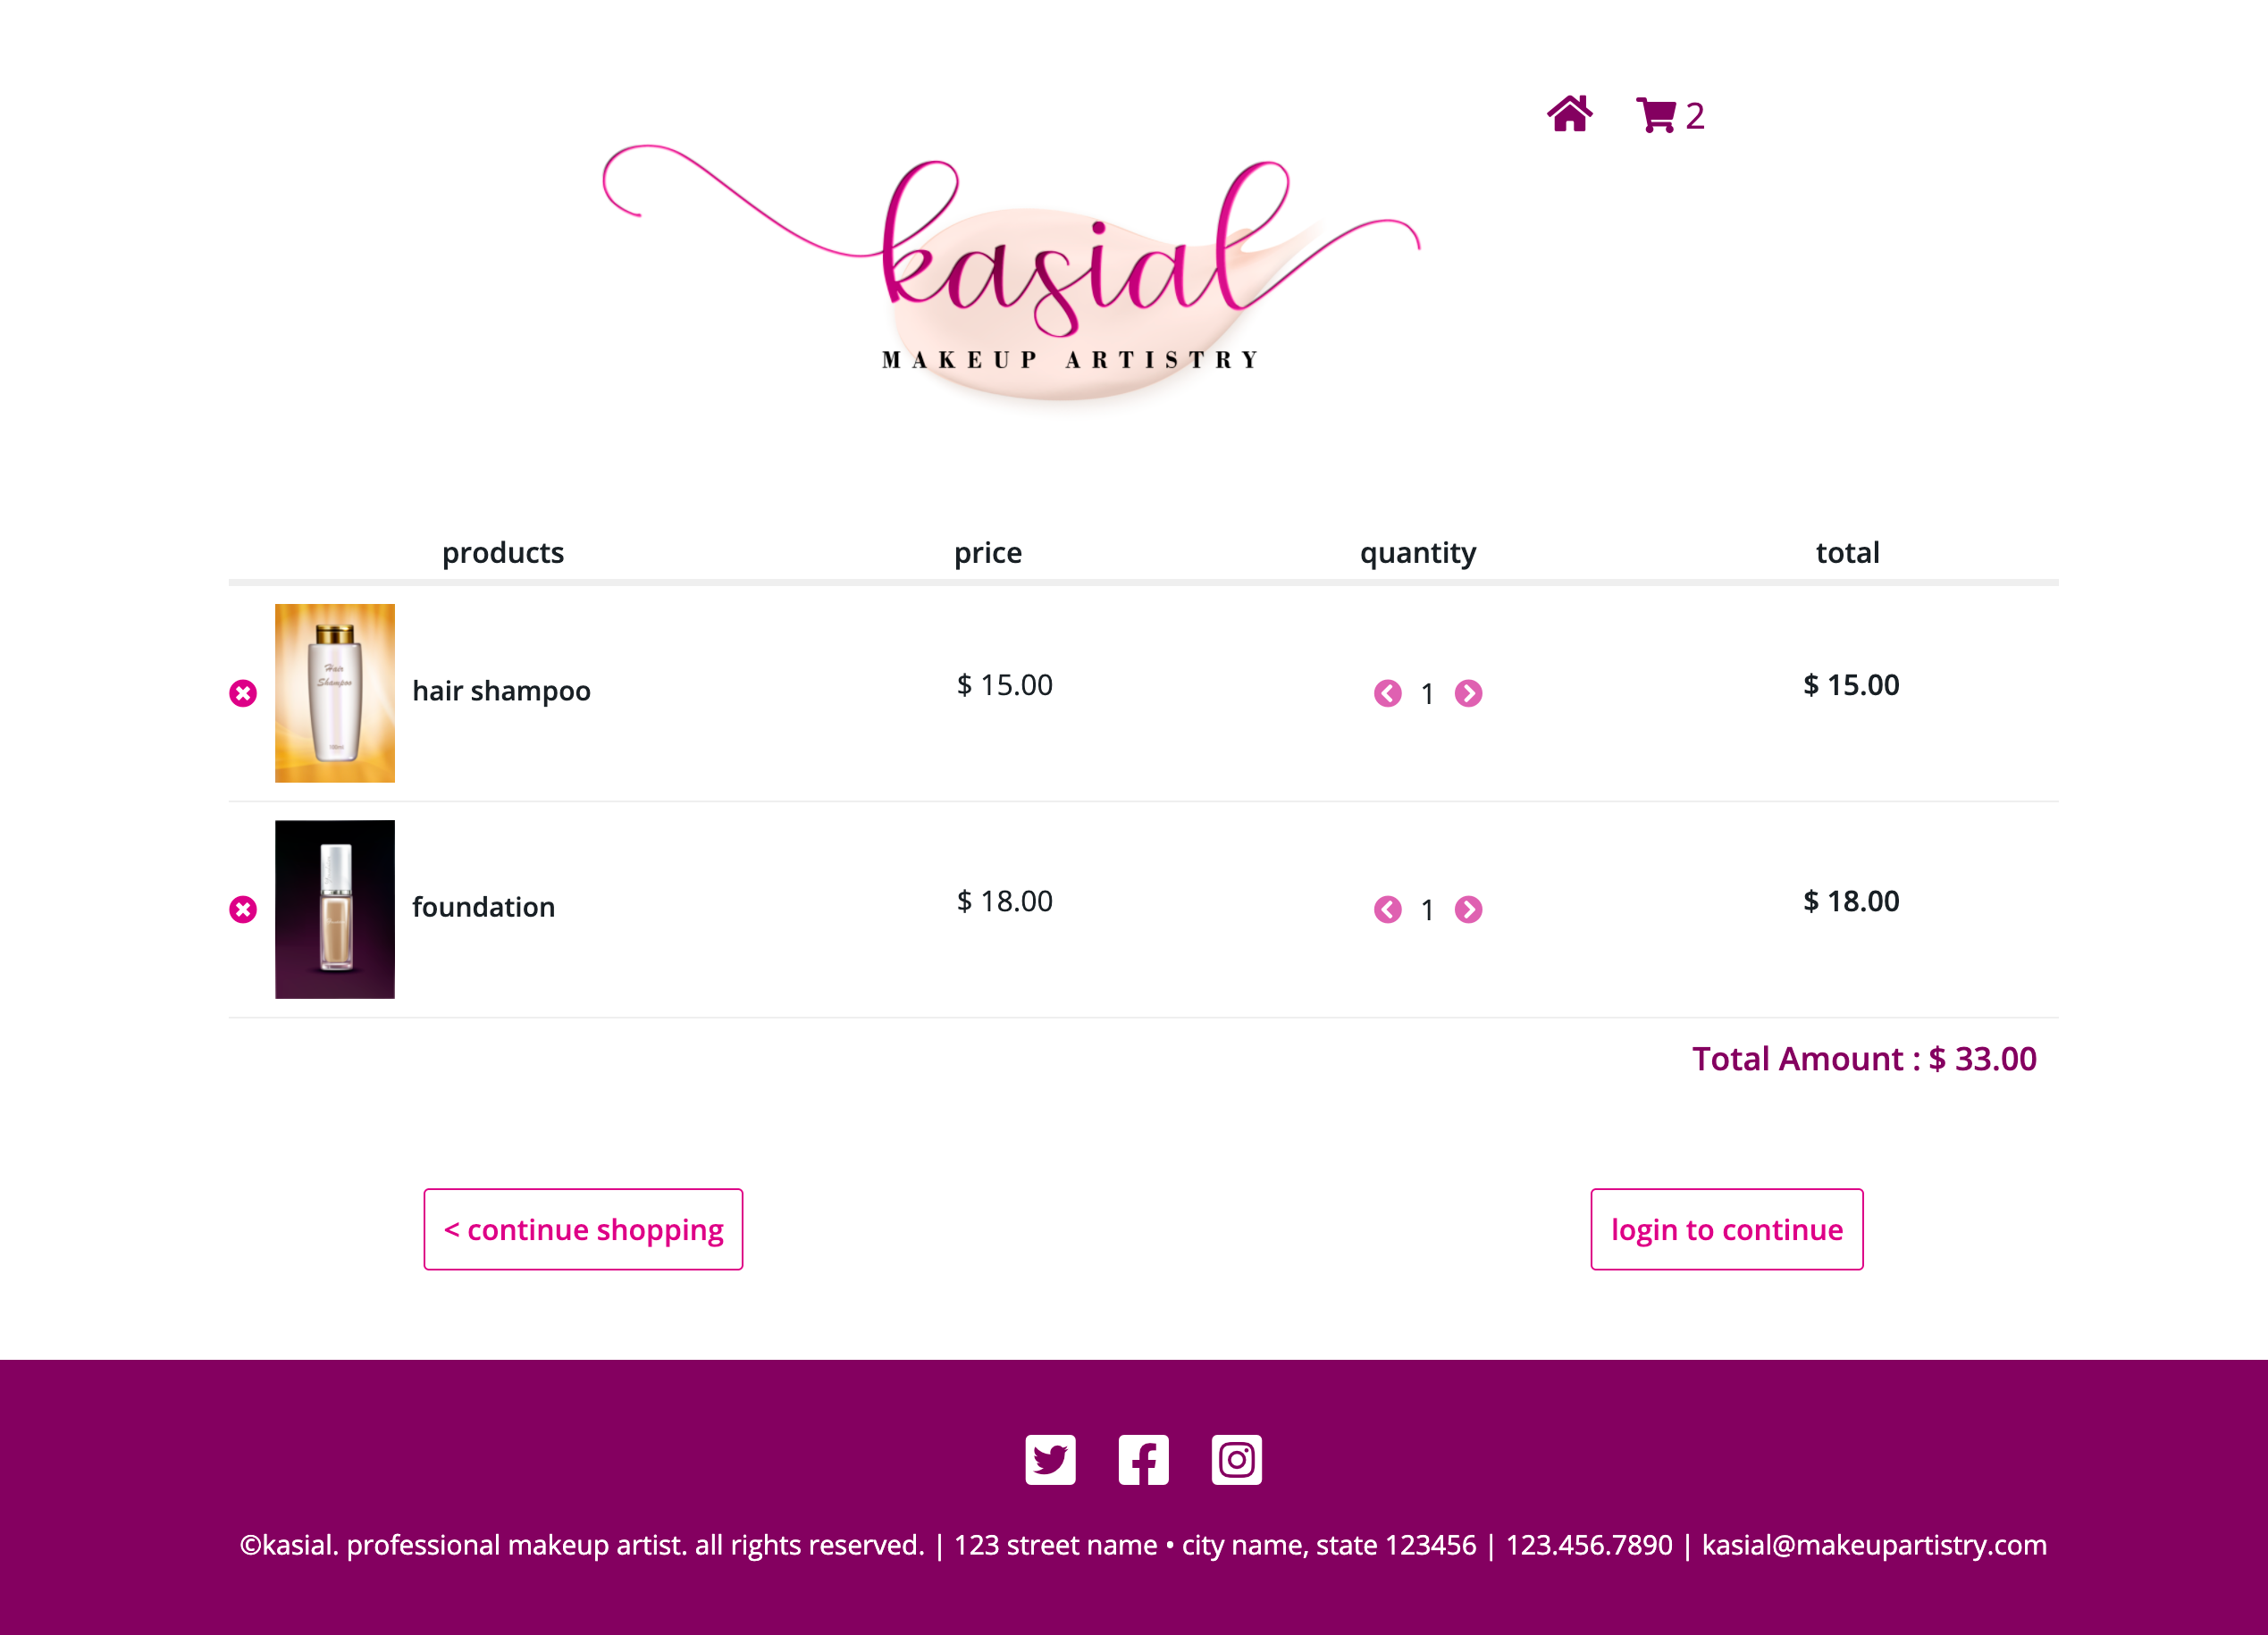 2
kasial
MAKEUP ARTISTRY
products price quantity total
Hair
Shampoo
hair shampoo $ 15.00 1 $ 15.00
foundation $ 18.00 1 $ 18.00
Total Amount : $ 33.00
< continue shopping login to continue
©kasial. professional makeup artist. all rights reserved. | 123 street name • city name, state 123456 | 123.456.7890 | kasial@makeupartistry.com